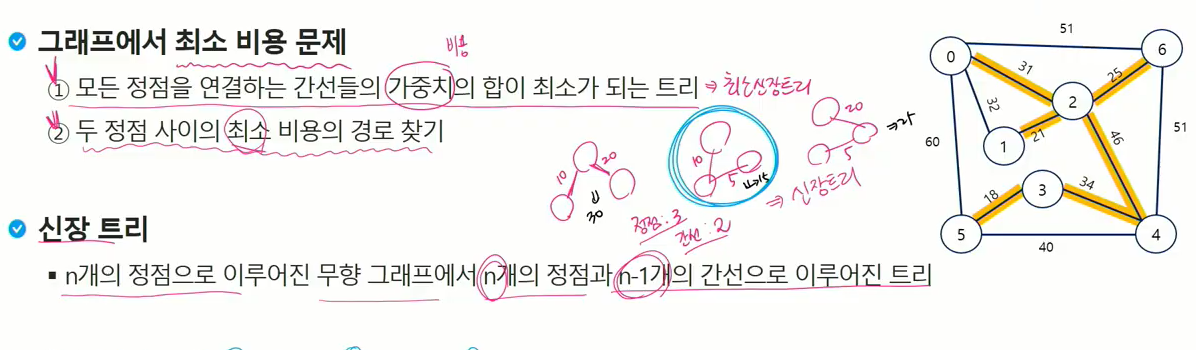 그래프에서 최소 비용 문제
비용
① 모든 정점을 연결하는 간선들의 가중치의 합이 최소가 되는 트리 ⇒ 최소신장트리
② 두 정점 사이의 최소 비용의 경로 찾기
10 20
⇓
30
10
5
⇒15
20
5
⇒ 신장트리
정점:3
간선:2
신장 트리
▪ n개의 정점으로 이루어진 무향 그래프에서 n개의 정점과 n-1개의 간선으로 이루어진 트리
51
0 6
31 25
2
32
21
1
60 46 51
3
18 34
5 4
40